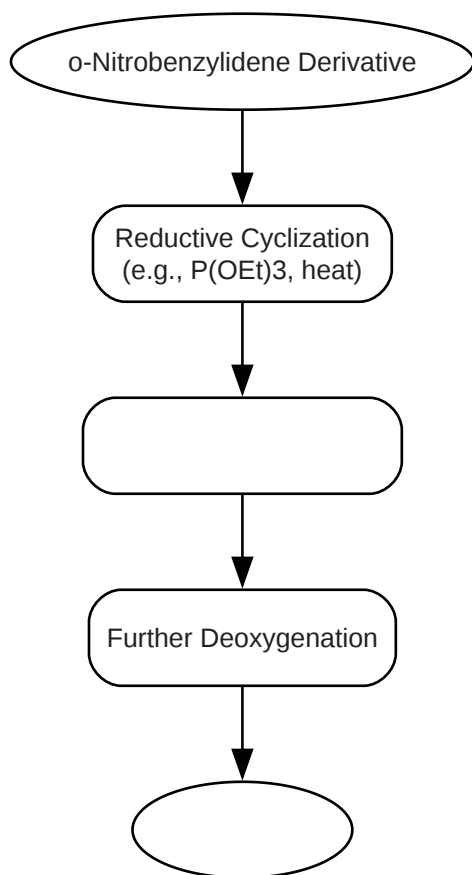 o-Nitrobenzylidene Derivative
Reductive Cyclization
(e.g., P(OEt)3, heat)
Further Deoxygenation